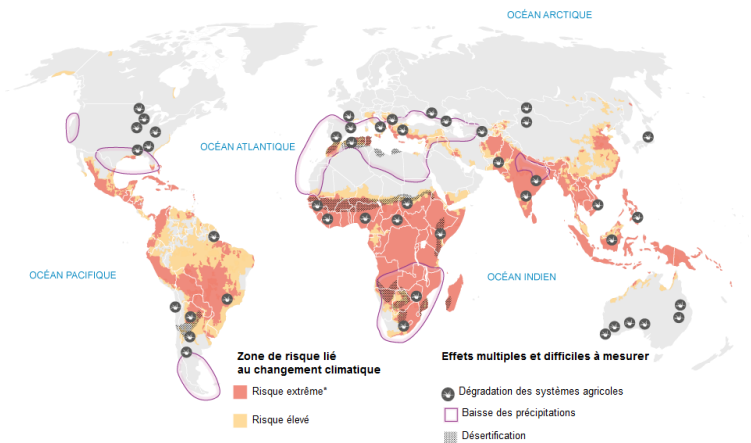 OCÉAN ARCTIQUE
OCÉAN ATLANTIQUE
OCÉAN PACIFIQUE
OCÉAN INDIEN
Zone de risque lié
au changement climatique
Risque extrême*
Risque élevé
Effets multiples et difficiles à mesurer
Dégradation des systèmes agricoles
Baisse des précipitations
Désertification